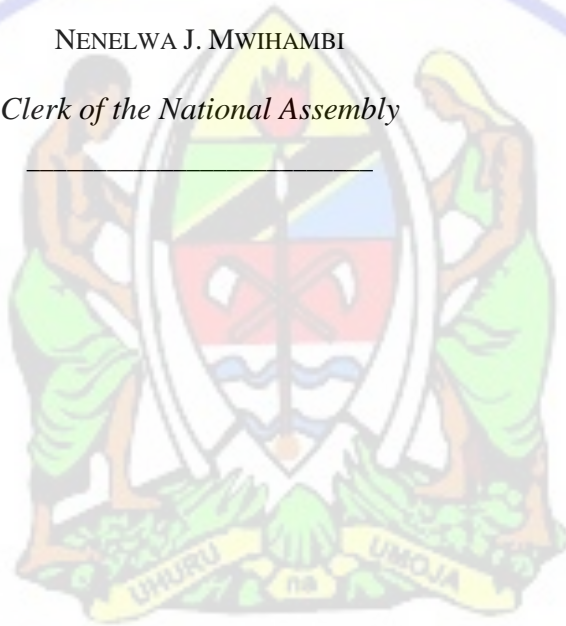 NENELWA J. MWIHAMBI
Clerk of the National Assembly
UHURU na UMOJA